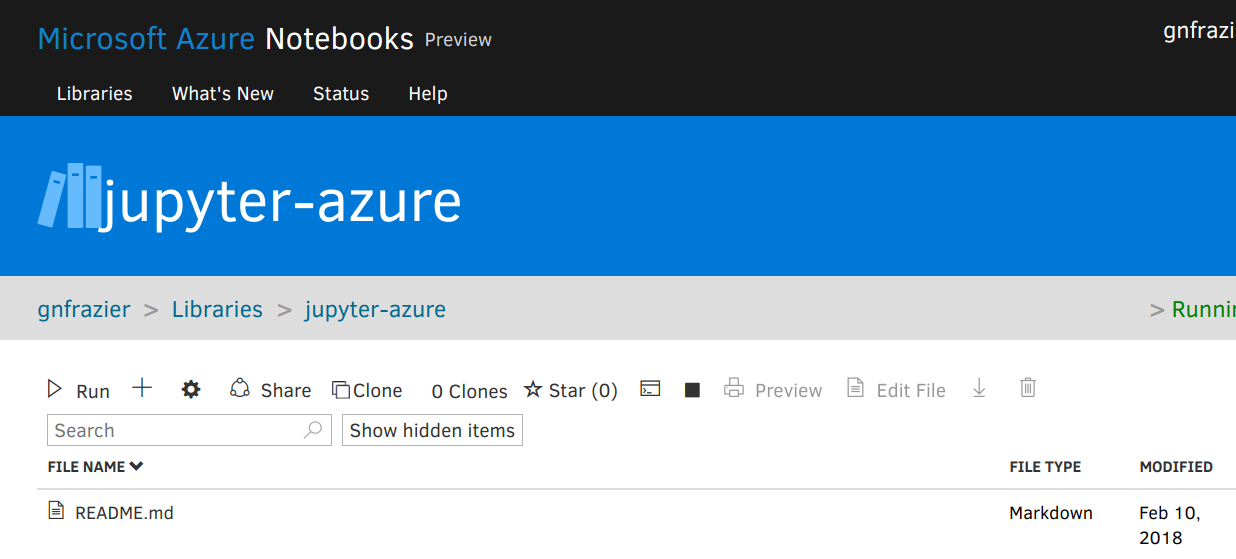 Microsoft Azure Notebooks Preview
gnfrazi
Libraries What's New Status Help
jupyter-azure
gnfrazier > Libraries > jupyter-azure > Runnin
Run Share Clone 0 Clones Star (0) Preview Edit File
Search Show hidden items
FILE NAME FILE TYPE MODIFIED
README.md Markdown Feb 10,
2018